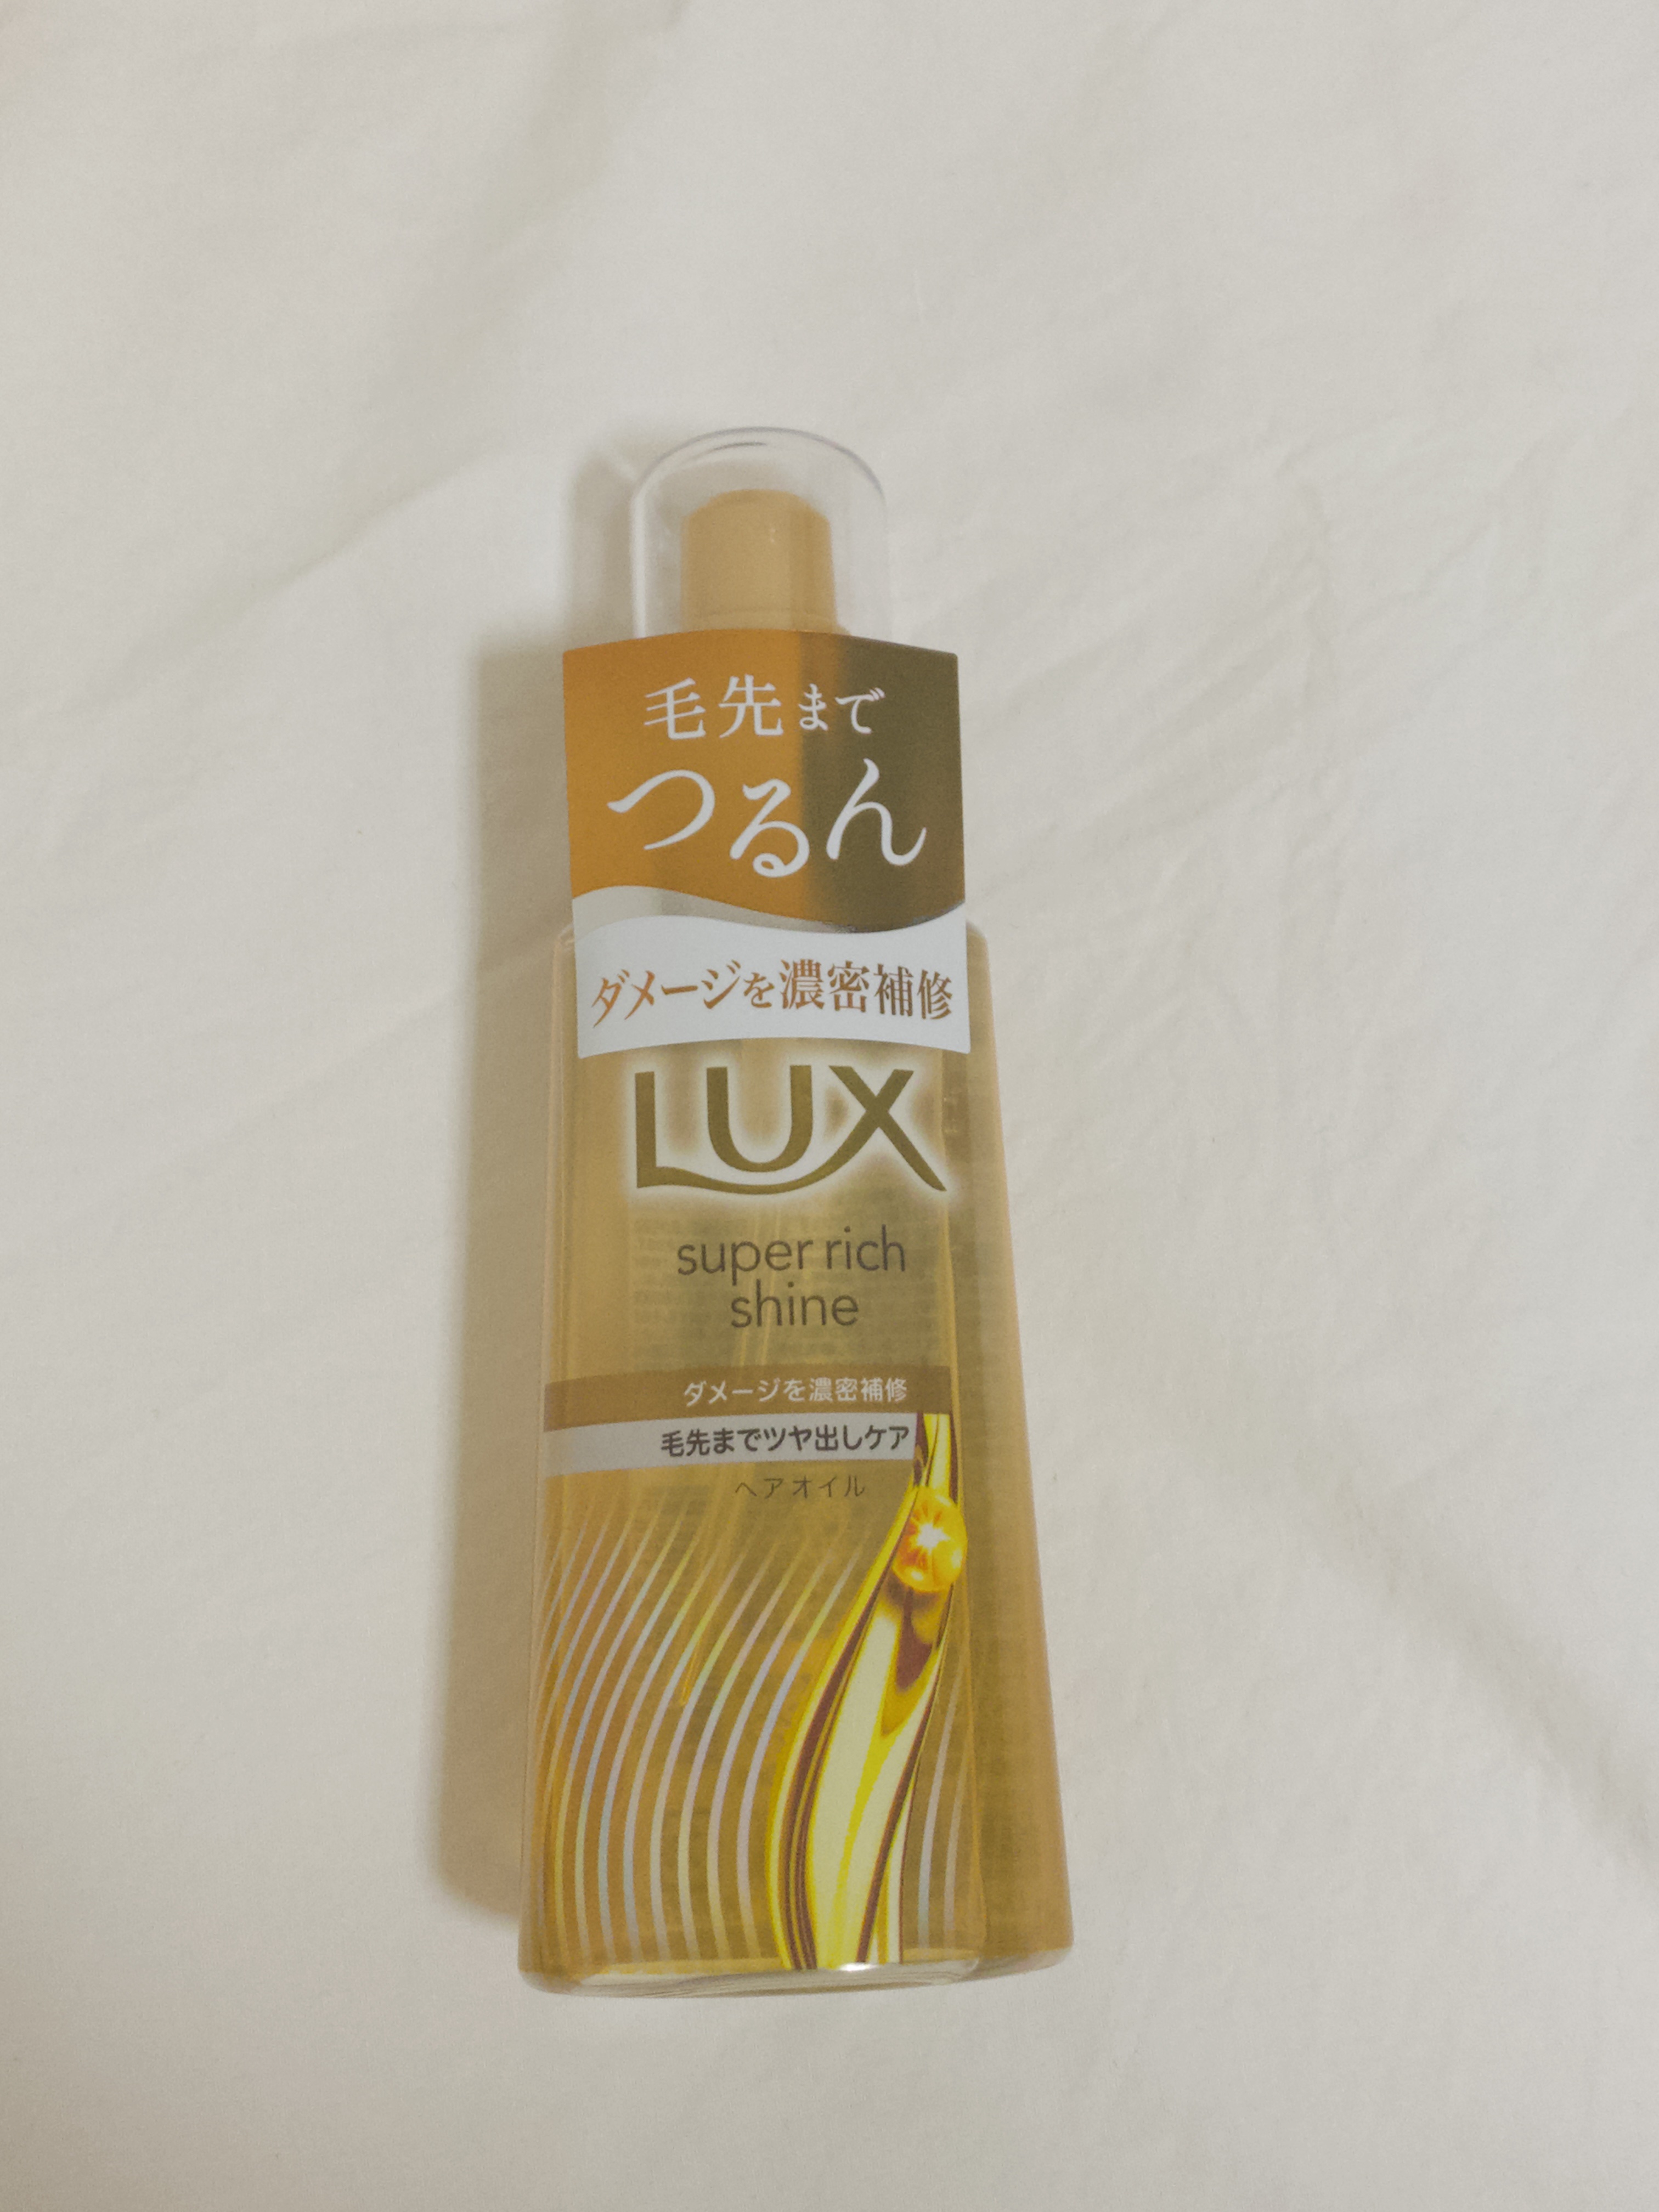 毛先まで
つるん
ダメージを濃密補修
LUX
super rich
shine
ダメージを濃密補修
毛先までツヤ出しケア
ヘアオイル